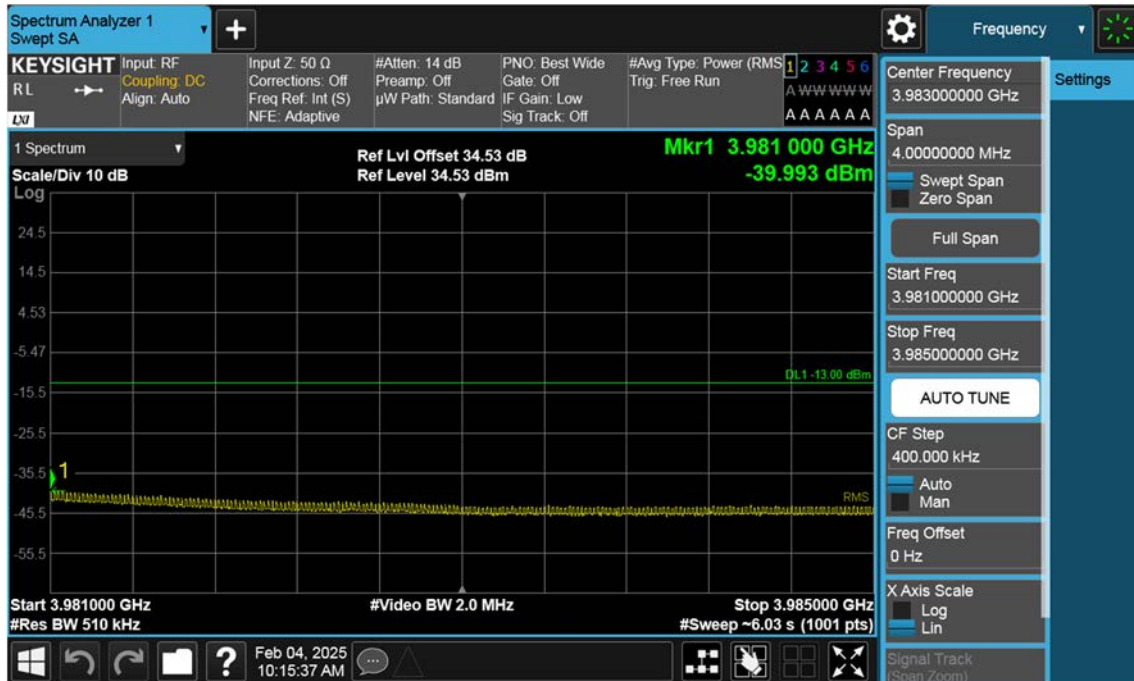 Spectrum Analyzer 1
Swept SA
+
Frequency
KEYSIGHT
RL
LXI
Input: RF
Coupling: DC
Align: Auto
Input Z: 50 Ω
Corrections: Off
Freq Ref: Int (S)
NFE: Adaptive
#Atten: 14 dB
Preamp: Off
µW Path: Standard
PNO: Best Wide
Gate: Off
IF Gain: Low
Sig Track: Off
#Avg Type: Power (RMS
Trig: Free Run
1 2 3 4 5 6
A W W W W W
A A A A A A
1 Spectrum
Scale/Div 10 dB
Log
Ref Lvl Offset 34.53 dB
Ref Level 34.53 dBm
Mkr1 3.981 000 GHz
-39.993 dBm
24.5
14.5
4.53
-5.47
DL1 -13.00 dBm
-15.5
-25.5
-35.5
1
RMS
-45.5
-55.5
Start 3.981000 GHz
#Video BW 2.0 MHz
Stop 3.985000 GHz
#Res BW 510 kHz
#Sweep ~6.03 s (1001 pts)
?
Feb 04, 2025
10:15:37 AM
Center Frequency
3.983000000 GHz
Settings
Span
4.00000000 MHz
Swept Span
Zero Span
Full Span
Start Freq
3.981000000 GHz
Stop Freq
3.985000000 GHz
AUTO TUNE
CF Step
400.000 kHz
Auto
Man
Freq Offset
0 Hz
X Axis Scale
Log
Lin
Signal Track
(Span Zoom)